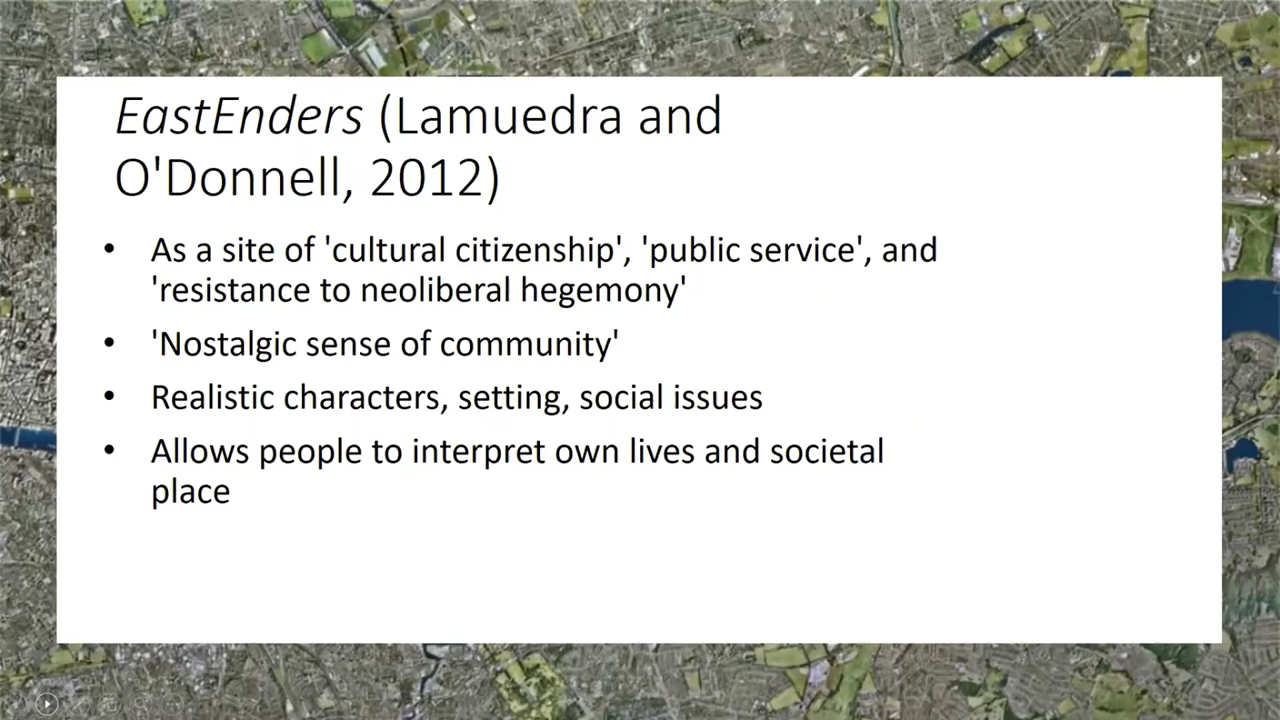 EastEnders (Lamuedra and
O'Donnell, 2012)
• As a site of 'cultural citizenship', 'public service', and
'resistance to neoliberal hegemony'
• 'Nostalgic sense of community'
• Realistic characters, setting, social issues
• Allows people to interpret own lives and societal
place